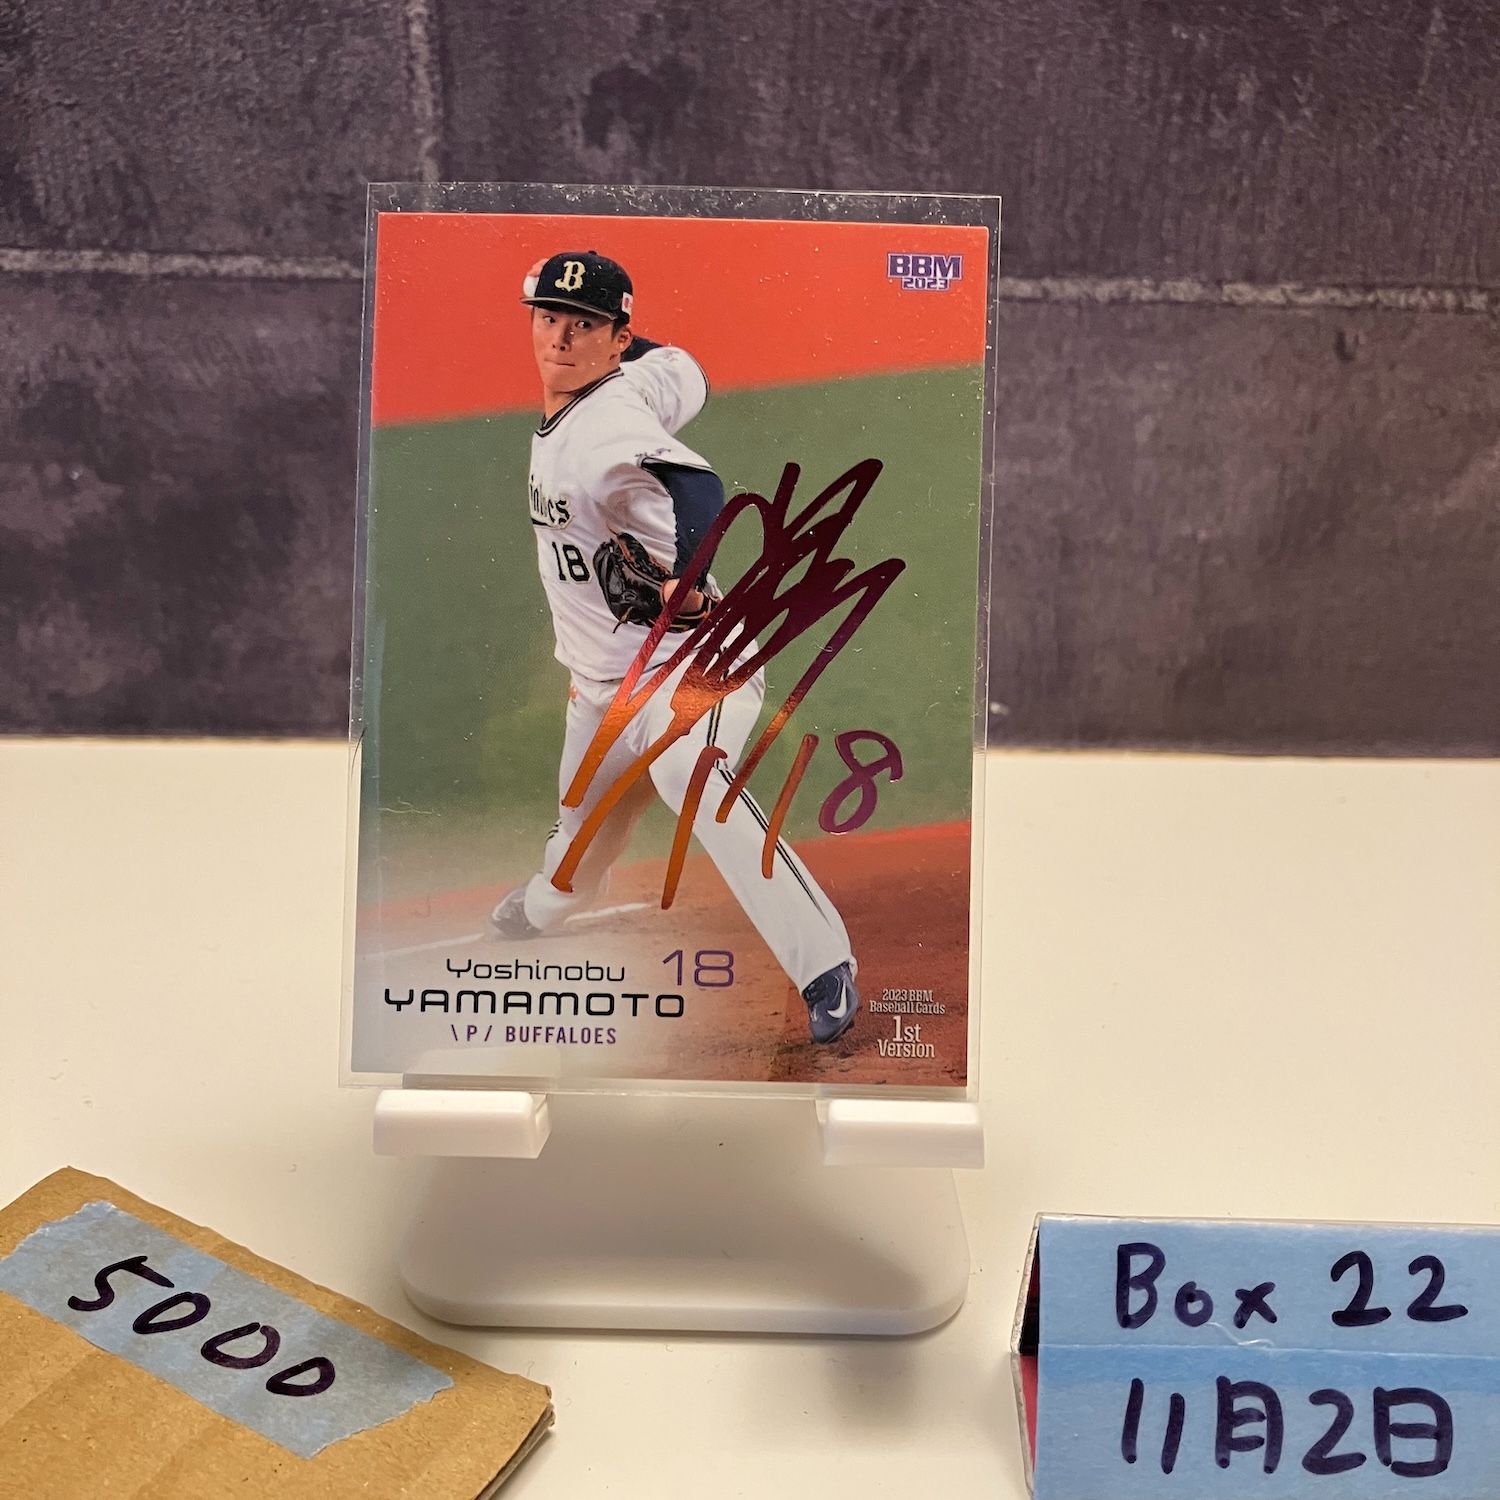 BBM
2023
B
18
18
Yoshinobu 18
YAMAMOTO
\ P / BUFFALOES
2023 BBM
Baseball Cards
1st
Version
5000
Box 22
11月2日